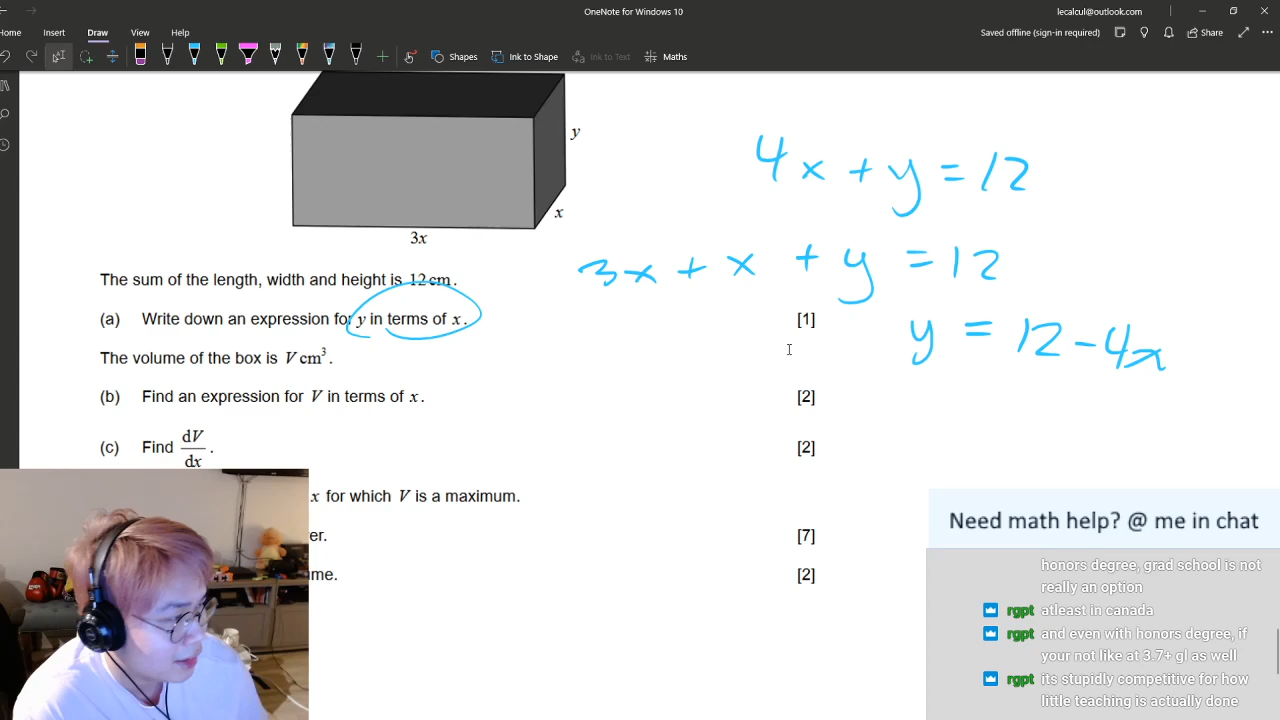 OneNote for Windows 10
lecalcul@outlook.com
Home Insert Draw View Help
Saved offline (sign-in required)
Share
Shapes
Ink to Shape
Ink to Text
Maths
y
x
3x
4x + y = 12
3x + x + y = 12
y = 12 - 4x
The sum of the length, width and height is 12 cm.
(a) Write down an expression for y in terms of x. [1]
The volume of the box is V cm³.
(b) Find an expression for V in terms of x. [2]
(c) Find dV/dx. [2]
x for which V is a maximum.
er. [7]
ume. [2]
Need math help? @ me in chat
honors degree, grad school is not
really an option
rgpt atleast in canada
rgpt and even with honors degree, if
your not like at 3.7+ gl as well
rgpt its stupidly competitive for how
little teaching is actually done